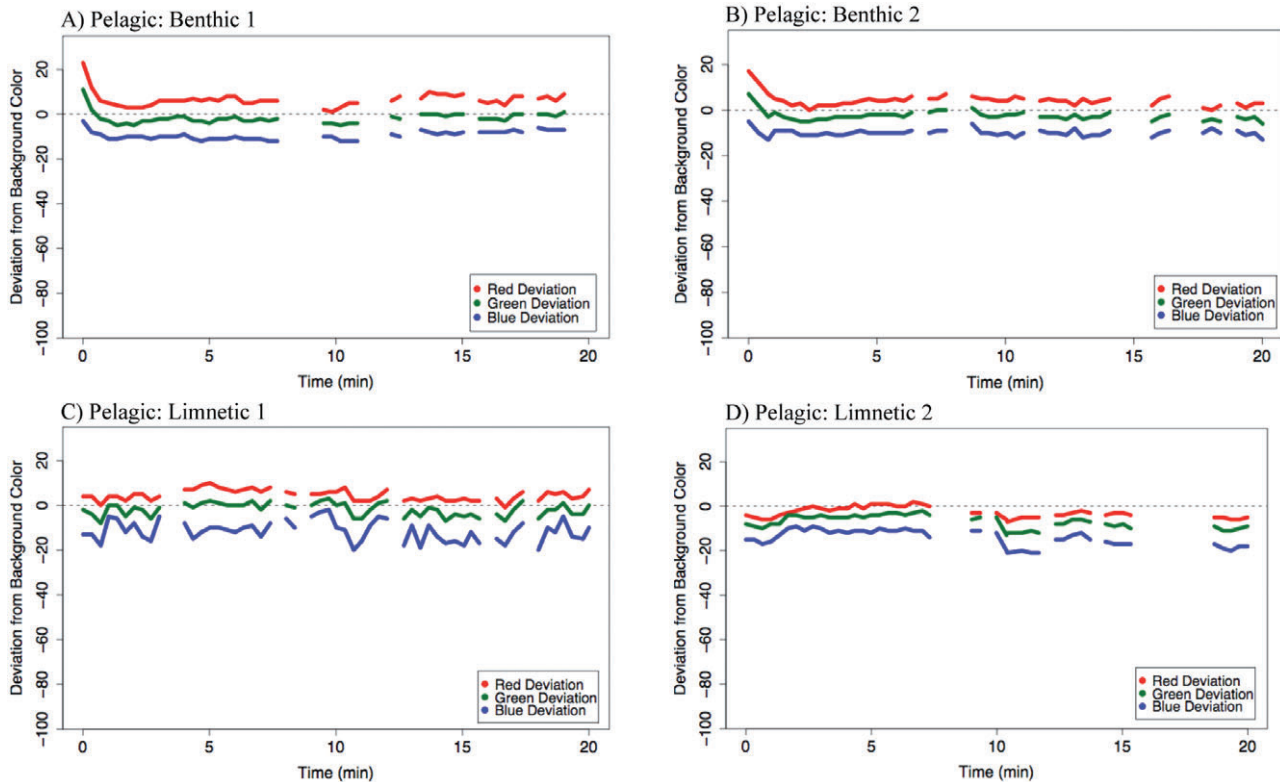 A) Pelagic: Benthic 1
Deviation from Background Color
20
0
−20
−40
−60
−80
−100
Red Deviation
Green Deviation
Blue Deviation
0 5 10 15 20
Time (min)
B) Pelagic: Benthic 2
Deviation from Background Color
20
0
−20
−40
−60
−80
−100
Red Deviation
Green Deviation
Blue Deviation
0 5 10 15 20
Time (min)
C) Pelagic: Limnetic 1
Deviation from Background Color
20
0
−20
−40
−60
−80
−100
Red Deviation
Green Deviation
Blue Deviation
0 5 10 15 20
Time (min)
D) Pelagic: Limnetic 2
Deviation from Background Color
20
0
−20
−40
−60
−80
−100
Red Deviation
Green Deviation
Blue Deviation
0 5 10 15 20
Time (min)